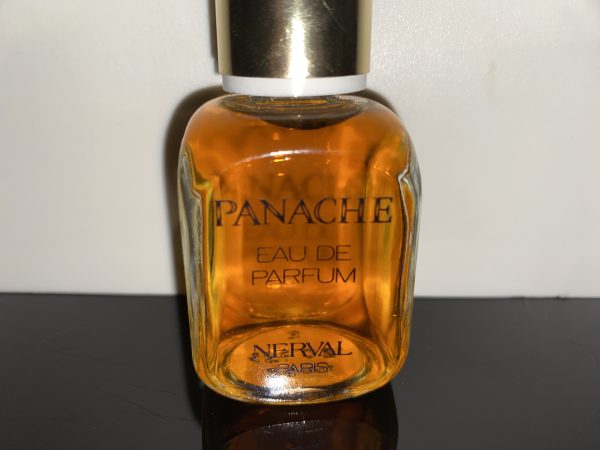 PANACHE
EAU DE
PARFUM
NERVAL
PARIS